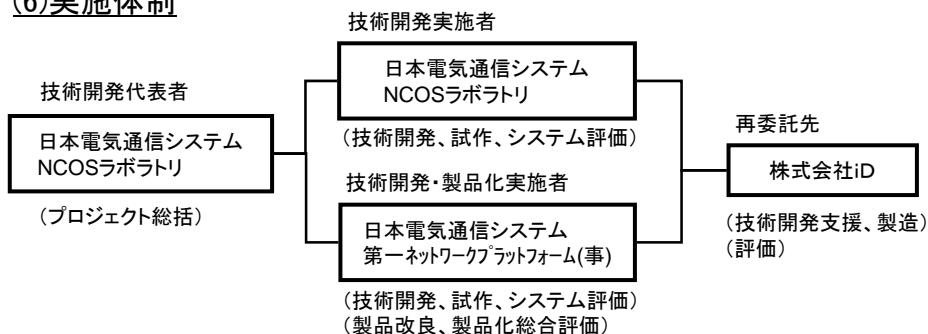 (6)実施体制
技術開発代表者
日本電気通信システム
NCOSラボラトリ
(プロジェクト総括)
技術開発実施者
日本電気通信システム
NCOSラボラトリ
(技術開発、試作、システム評価)
技術開発・製品化実施者
日本電気通信システム
第一ネットワークプラットフォーム(事)
(技術開発、試作、システム評価)
(製品改良、製品化総合評価)
再委託先
株式会社iD
(技術開発支援、製造)
(評価)